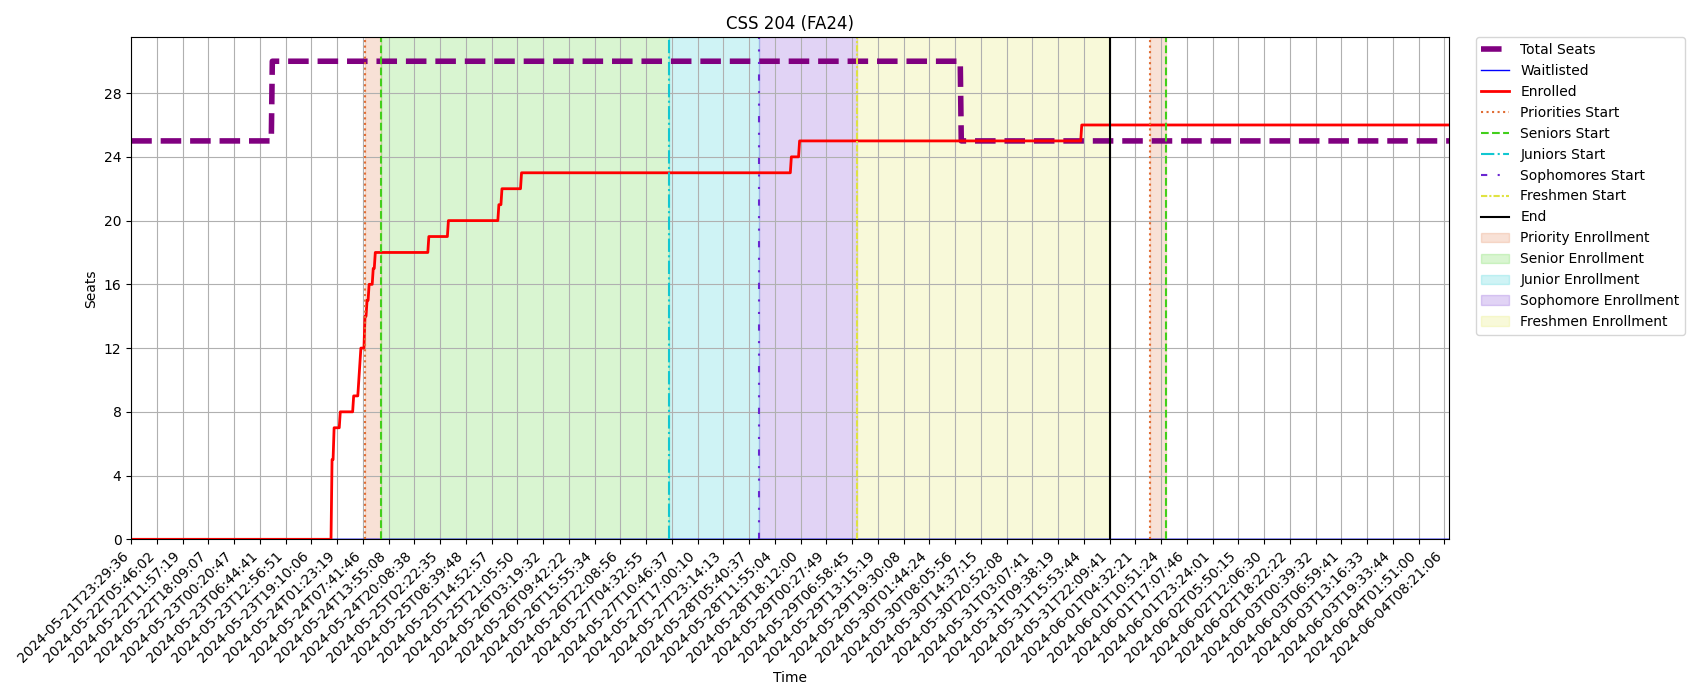 CSS 204 (FA24)
Seats
28
24
20
16
12
8
4
0
2024-05-21T23:29:36
2024-05-22T05:46:02
2024-05-22T11:57:19
2024-05-22T18:09:07
2024-05-23T00:20:47
2024-05-23T06:44:41
2024-05-23T12:56:51
2024-05-23T19:10:06
2024-05-24T01:23:19
2024-05-24T07:41:46
2024-05-24T13:55:08
2024-05-24T20:08:38
2024-05-25T02:22:35
2024-05-25T08:39:48
2024-05-25T14:52:57
2024-05-25T21:05:50
2024-05-26T03:19:32
2024-05-26T09:42:22
2024-05-26T15:55:34
2024-05-26T22:08:56
2024-05-27T04:32:55
2024-05-27T10:46:37
2024-05-27T17:00:10
2024-05-27T23:14:13
2024-05-28T05:40:37
2024-05-28T11:55:04
2024-05-28T18:12:00
2024-05-29T00:27:49
2024-05-29T06:58:45
2024-05-29T13:15:19
2024-05-29T19:30:08
2024-05-30T01:44:24
2024-05-30T08:05:56
2024-05-30T14:37:15
2024-05-30T20:52:08
2024-05-31T03:07:41
2024-05-31T09:38:19
2024-05-31T15:53:44
2024-05-31T22:09:41
2024-06-01T04:32:21
2024-06-01T10:51:24
2024-06-01T17:07:46
2024-06-01T23:24:01
2024-06-02T05:50:15
2024-06-02T12:06:30
2024-06-02T18:22:22
2024-06-03T00:39:32
2024-06-03T06:59:41
2024-06-03T13:16:33
2024-06-03T19:33:44
2024-06-04T01:51:00
2024-06-04T08:21:06
Time
Total Seats
Waitlisted
Enrolled
Priorities Start
Seniors Start
Juniors Start
Sophomores Start
Freshmen Start
End
Priority Enrollment
Senior Enrollment
Junior Enrollment
Sophomore Enrollment
Freshmen Enrollment